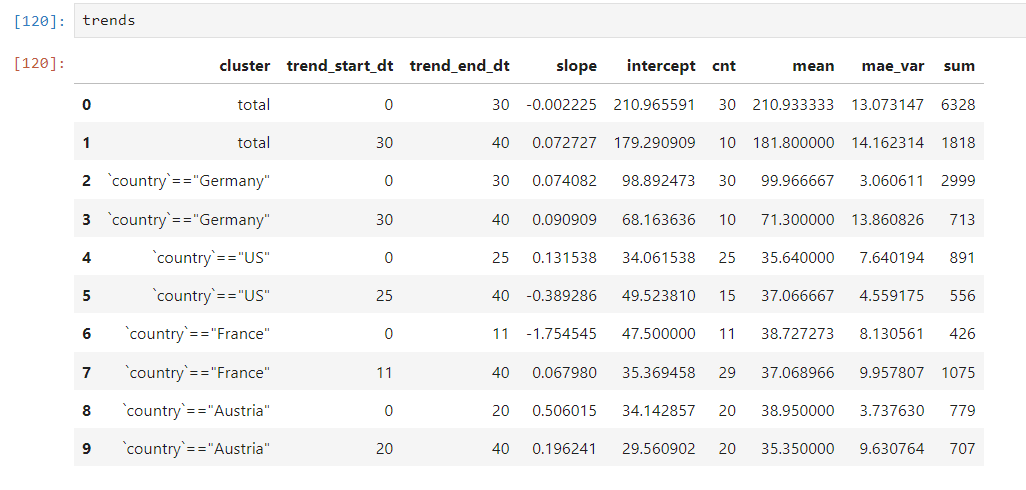 [120]: trends
[120]: cluster trend_start_dt trend_end_dt slope intercept cnt mean mae_var sum
0 total 0 30 -0.002225 210.965591 30 210.933333 13.073147 6328
1 total 30 40 0.072727 179.290909 10 181.800000 14.162314 1818
2 `country`=="Germany" 0 30 0.074082 98.892473 30 99.966667 3.060611 2999
3 `country`=="Germany" 30 40 0.090909 68.163636 10 71.300000 13.860826 713
4 `country`=="US" 0 25 0.131538 34.061538 25 35.640000 7.640194 891
5 `country`=="US" 25 40 -0.389286 49.523810 15 37.066667 4.559175 556
6 `country`=="France" 0 11 -1.754545 47.500000 11 38.727273 8.130561 426
7 `country`=="France" 11 40 0.067980 35.369458 29 37.068966 9.957807 1075
8 `country`=="Austria" 0 20 0.506015 34.142857 20 38.950000 3.737630 779
9 `country`=="Austria" 20 40 0.196241 29.560902 20 35.350000 9.630764 707